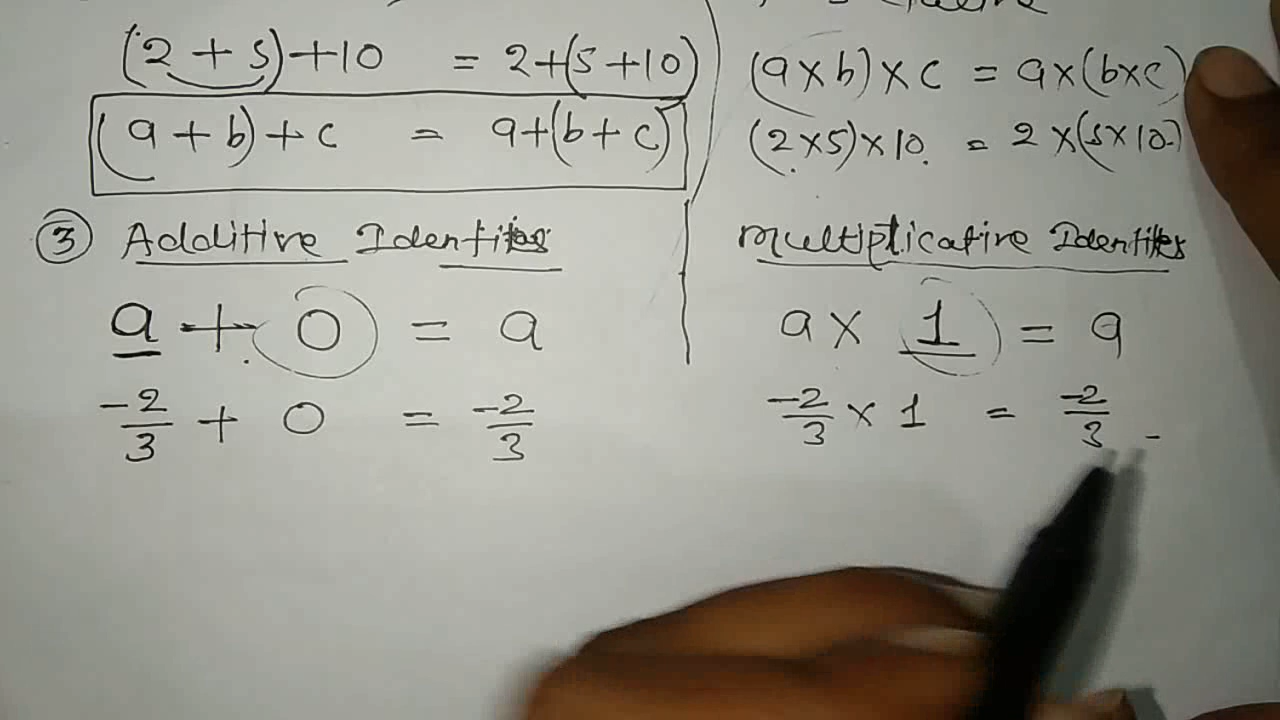 (2 + 5) + 10 = 2 + (5 + 10)
(a + b) + c = a + (b + c)
③ Additive Identities
a + 0 = a
-2/3 + 0 = -2/3
(a × b) × c = a × (b × c)
(2 × 5) × 10 = 2 × (5 × 10)
Multiplicative Identities
a × 1 = a
-2/3 × 1 = -2/3